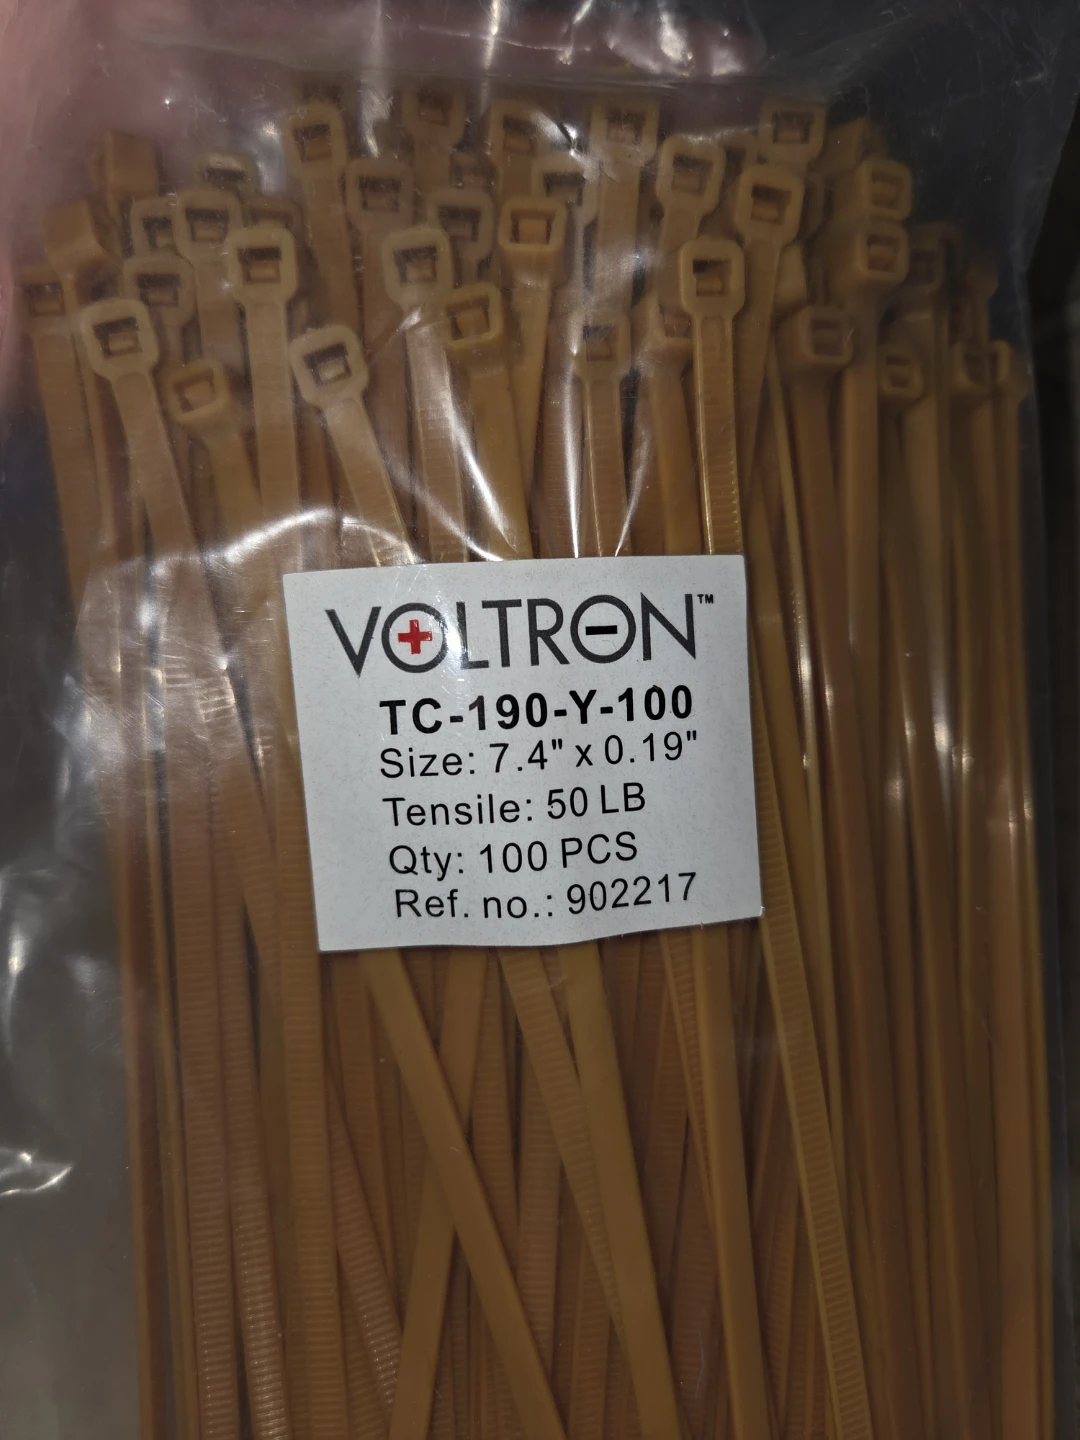 VOLTRON™
TC-190-Y-100
Size: 7.4" x 0.19"
Tensile: 50 LB
Qty: 100 PCS
Ref. no.: 902217